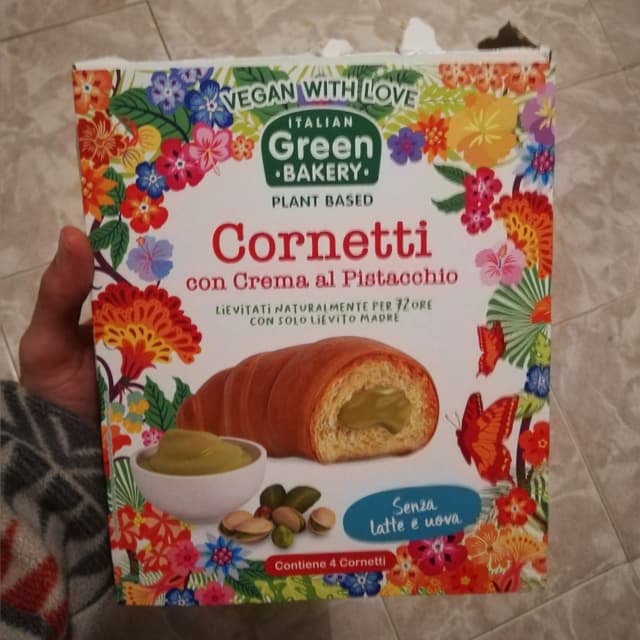 VEGAN WITH LOVE
ITALIAN
Green
·BAKERY·
PLANT BASED
Cornetti
con Crema al Pistacchio
LIEVITATI NATURALMENTE PER 72 ORE
CON SOLO LIEVITO MADRE
Senza
latte e uova
Contiene 4 Cornetti